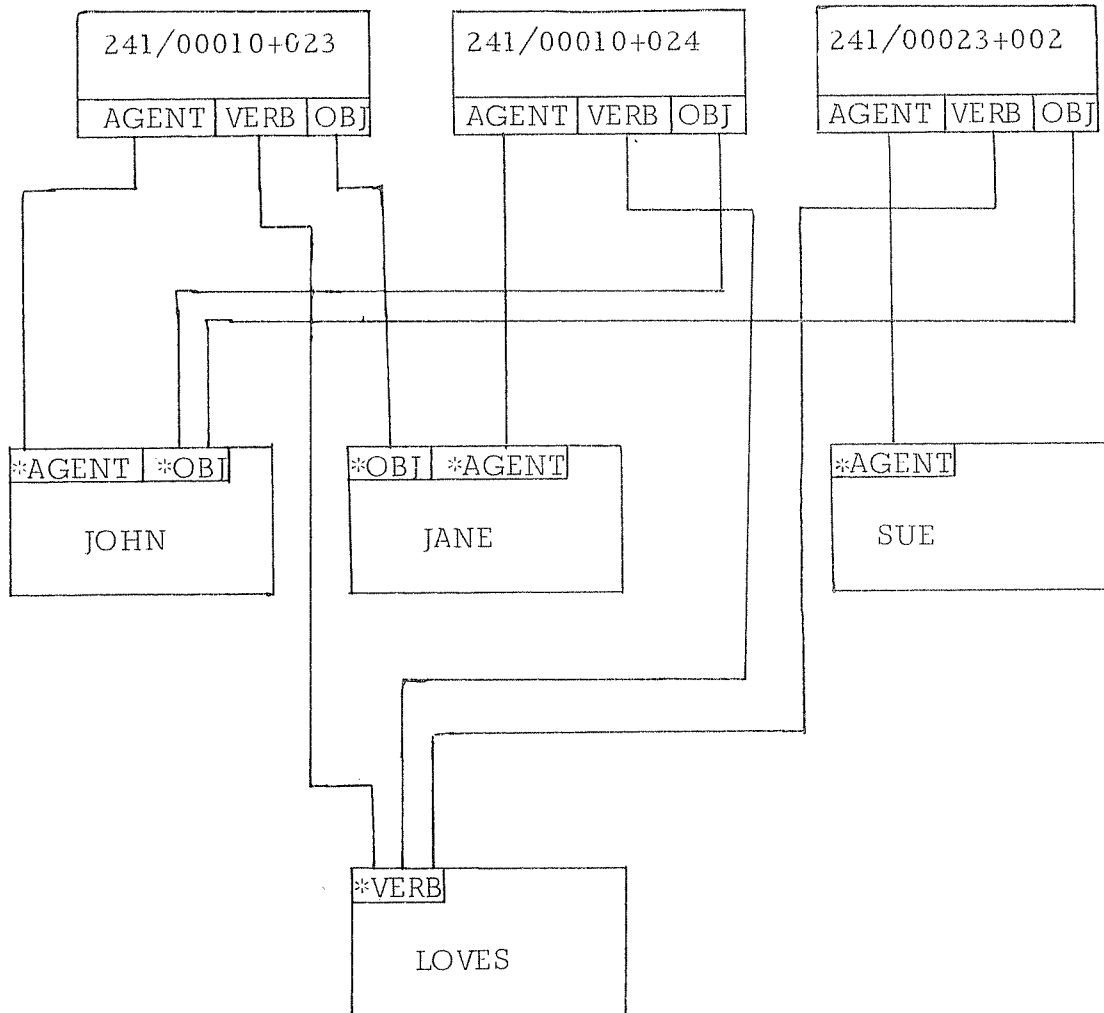 241/00010+023 241/00010+024 241/00023+002
AGENT VERB OBJ AGENT VERB OBJ AGENT VERB OBJ
*AGENT *OBJ *OBJ *AGENT *AGENT
JOHN JANE SUE
*VERB
LOVES